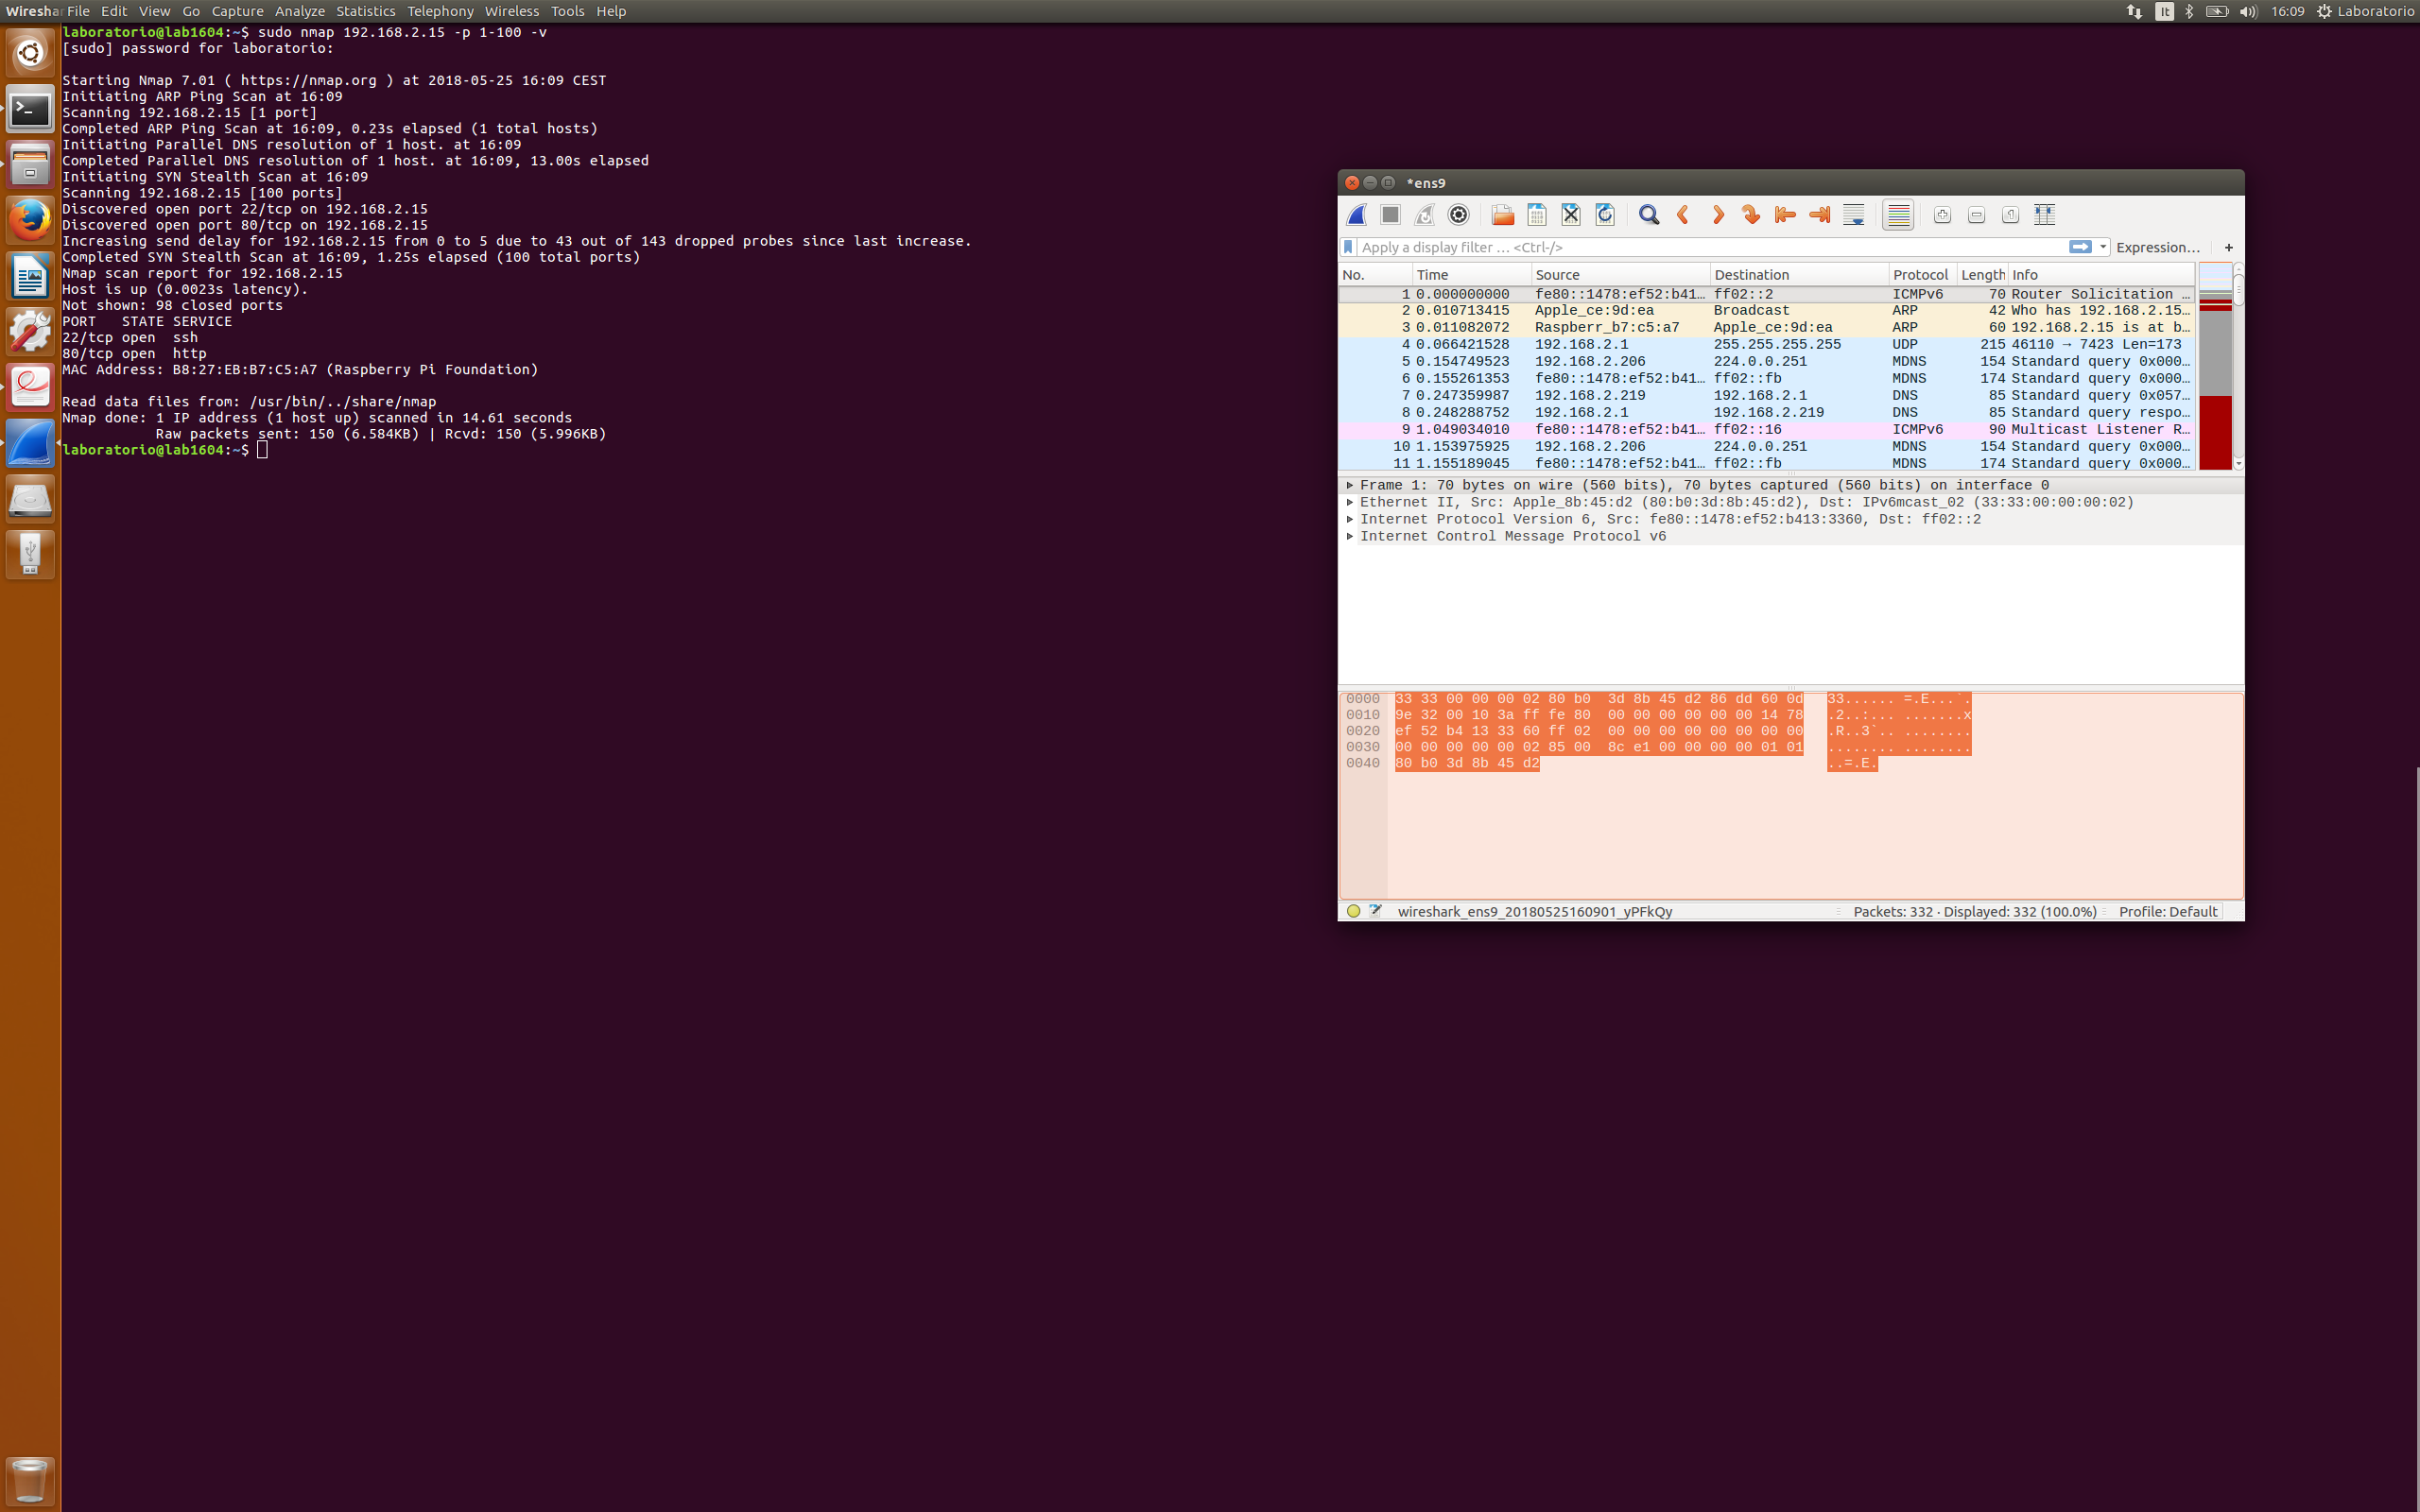 Wiresha File Edit View Go Capture Analyze Statistics Telephony Wireless Tools Help It 16:09 Laboratorio
laboratorio@lab1604:~$ sudo nmap 192.168.2.15 -p 1-100 -v
[sudo] password for laboratorio:
Starting Nmap 7.01 ( https://nmap.org ) at 2018-05-25 16:09 CEST
Initiating ARP Ping Scan at 16:09
Scanning 192.168.2.15 [1 port]
Completed ARP Ping Scan at 16:09, 0.23s elapsed (1 total hosts)
Initiating Parallel DNS resolution of 1 host. at 16:09
Completed Parallel DNS resolution of 1 host. at 16:09, 13.00s elapsed
Initiating SYN Stealth Scan at 16:09
Scanning 192.168.2.15 [100 ports]
Discovered open port 22/tcp on 192.168.2.15
Discovered open port 80/tcp on 192.168.2.15
Increasing send delay for 192.168.2.15 from 0 to 5 due to 43 out of 143 dropped probes since last increase.
Completed SYN Stealth Scan at 16:09, 1.25s elapsed (100 total ports)
Nmap scan report for 192.168.2.15
Host is up (0.0023s latency).
Not shown: 98 closed ports
PORT   STATE SERVICE
22/tcp open  ssh
80/tcp open  http
MAC Address: B8:27:EB:B7:C5:A7 (Raspberry Pi Foundation)
Read data files from: /usr/bin/../share/nmap
Nmap done: 1 IP address (1 host up) scanned in 14.61 seconds
Raw packets sent: 150 (6.584KB) | Rcvd: 150 (5.996KB)
laboratorio@lab1604:~$
*ens9
Apply a display filter … <Ctrl-/> Expression… +
No. Time Source Destination Protocol Length Info
1 0.000000000 fe80::1478:ef52:b41… ff02::2 ICMPv6 70 Router Solicitation …
2 0.010713415 Apple_ce:9d:ea Broadcast ARP 42 Who has 192.168.2.15…
3 0.011082072 Raspberr_b7:c5:a7 Apple_ce:9d:ea ARP 60 192.168.2.15 is at b…
4 0.066421528 192.168.2.1 255.255.255.255 UDP 215 46110 → 7423 Len=173
5 0.154749523 192.168.2.206 224.0.0.251 MDNS 154 Standard query 0x000…
6 0.155261353 fe80::1478:ef52:b41… ff02::fb MDNS 174 Standard query 0x000…
7 0.247359987 192.168.2.219 192.168.2.1 DNS 85 Standard query 0x057…
8 0.248288752 192.168.2.1 192.168.2.219 DNS 85 Standard query respo…
9 1.049034010 fe80::1478:ef52:b41… ff02::16 ICMPv6 90 Multicast Listener R…
10 1.153975925 192.168.2.206 224.0.0.251 MDNS 154 Standard query 0x000…
11 1.155189045 fe80::1478:ef52:b41… ff02::fb MDNS 174 Standard query 0x000…
Frame 1: 70 bytes on wire (560 bits), 70 bytes captured (560 bits) on interface 0
Ethernet II, Src: Apple_8b:45:d2 (80:b0:3d:8b:45:d2), Dst: IPv6mcast_02 (33:33:00:00:00:02)
Internet Protocol Version 6, Src: fe80::1478:ef52:b413:3360, Dst: ff02::2
Internet Control Message Protocol v6
0000 33 33 00 00 00 02 80 b0 3d 8b 45 d2 86 dd 60 0d 33...... =.E...`.
0010 9e 32 00 10 3a ff fe 80 00 00 00 00 00 00 14 78 .2..:... .......x
0020 ef 52 b4 13 33 60 ff 02 00 00 00 00 00 00 00 00 .R..3`.. ........
0030 00 00 00 00 00 02 85 00 8c e1 00 00 00 00 01 01 ........ ........
0040 80 b0 3d 8b 45 d2 ..=.E.
wireshark_ens9_20180525160901_yPFkQy Packets: 332 · Displayed: 332 (100.0%) Profile: Default